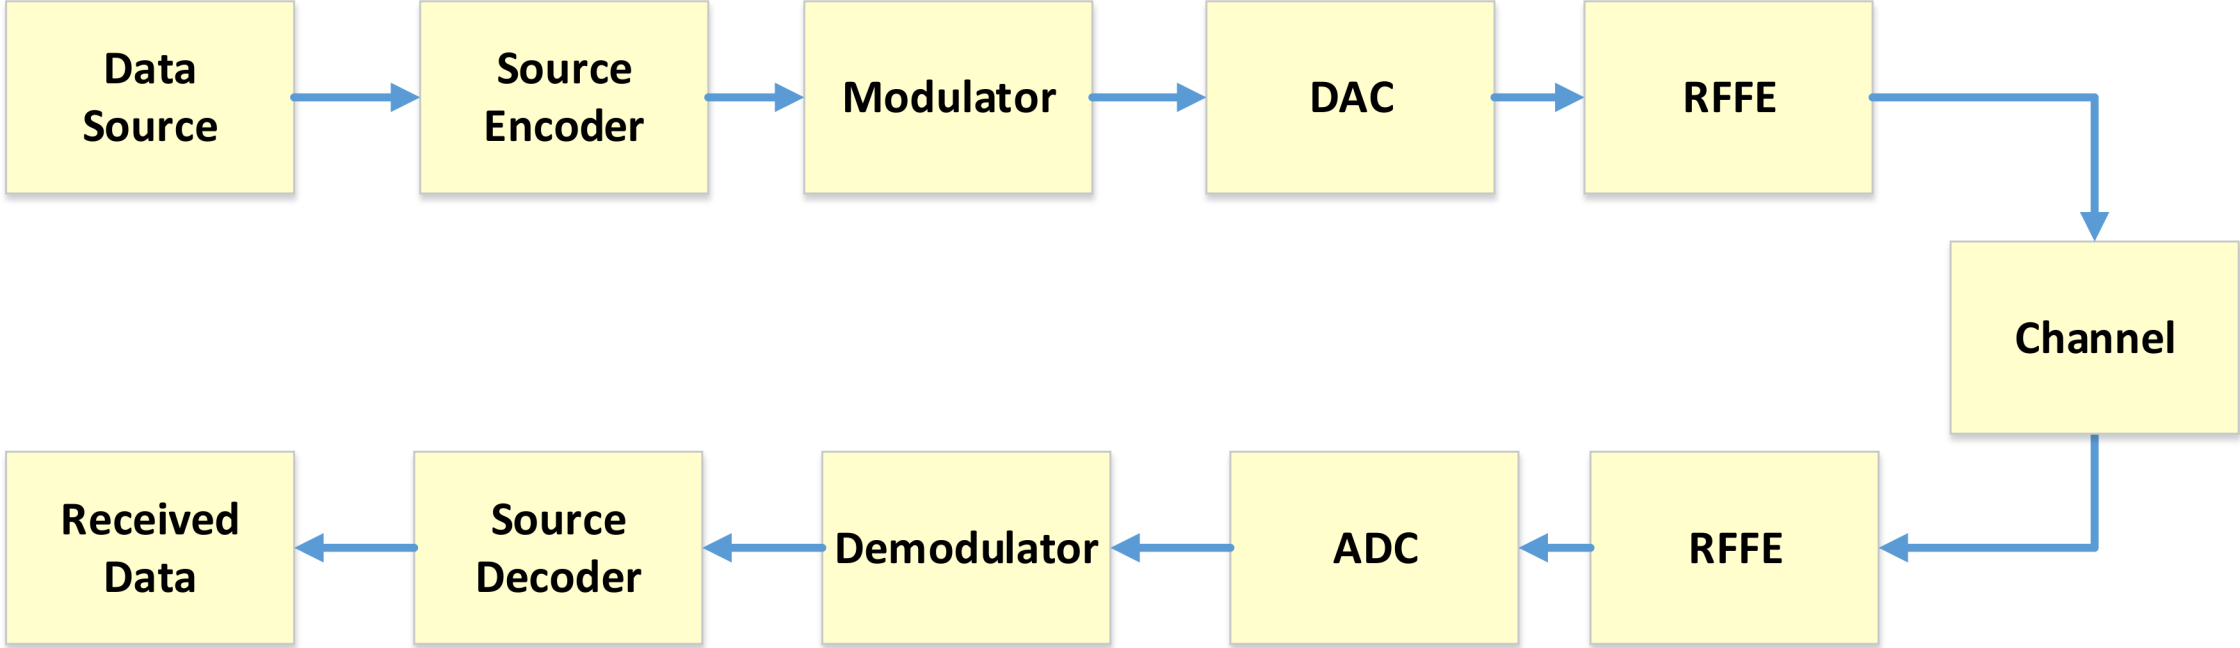 Data
Source
Source
Encoder
Modulator
DAC
RFFE
Channel
Received
Data
Source
Decoder
Demodulator
ADC
RFFE